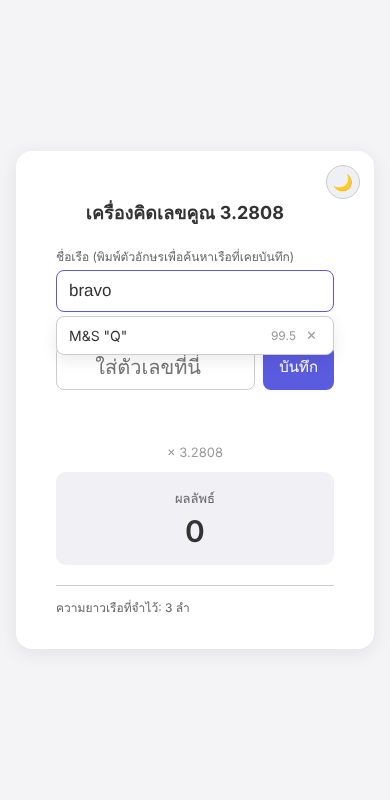 เครื่องคิดเลขคูณ 3.2808
ชื่อเรือ (พิมพ์ตัวอักษรเพื่อค้นหาเรือที่เคยบันทึก)
bravo
M&S "Q" 99.5 ×
ใส่ตัวเลขที่นี่ บันทึก
× 3.2808
ผลลัพธ์
0
ความยาวเรือที่จำไว้: 3 ลำ